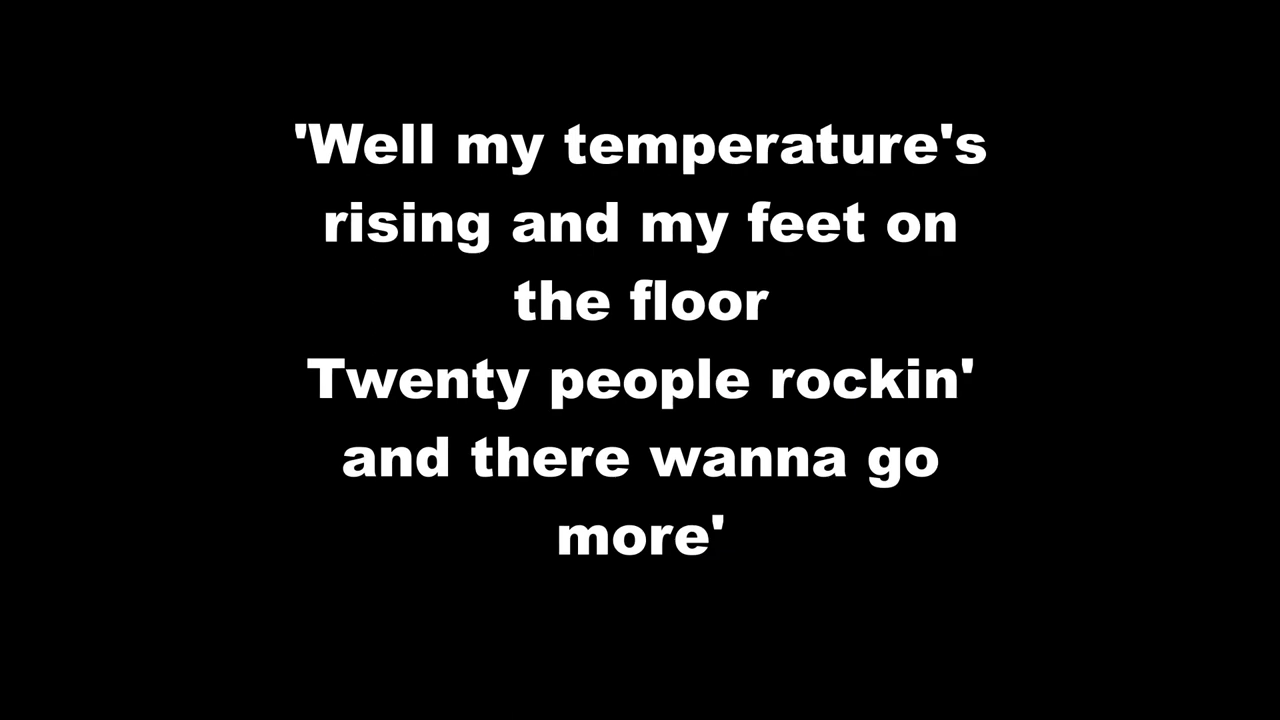 'Well my temperature's
rising and my feet on
the floor
Twenty people rockin'
and there wanna go
more'